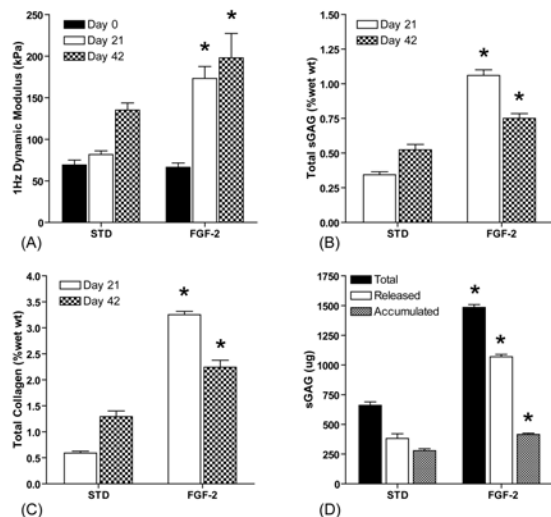 Day 0
Day 21
Day 42
1Hz Dynamic Modulus (kPa)
250
200
150
100
50
0
* *
STD
FGF-2
(A)
Day 21
Day 42
Total sGAG (%wet wt)
1.50
1.25
1.00
0.75
0.50
0.25
0.00
* *
STD
FGF-2
(B)
Day 21
Day 42
Total Collagen (%wet wt)
4.0
3.5
3.0
2.5
2.0
1.5
1.0
0.5
0.0
* *
STD
FGF-2
(C)
Total
Released
Accumulated
sGAG (ug)
1750
1500
1250
1000
750
500
250
0
* * *
STD
FGF-2
(D)